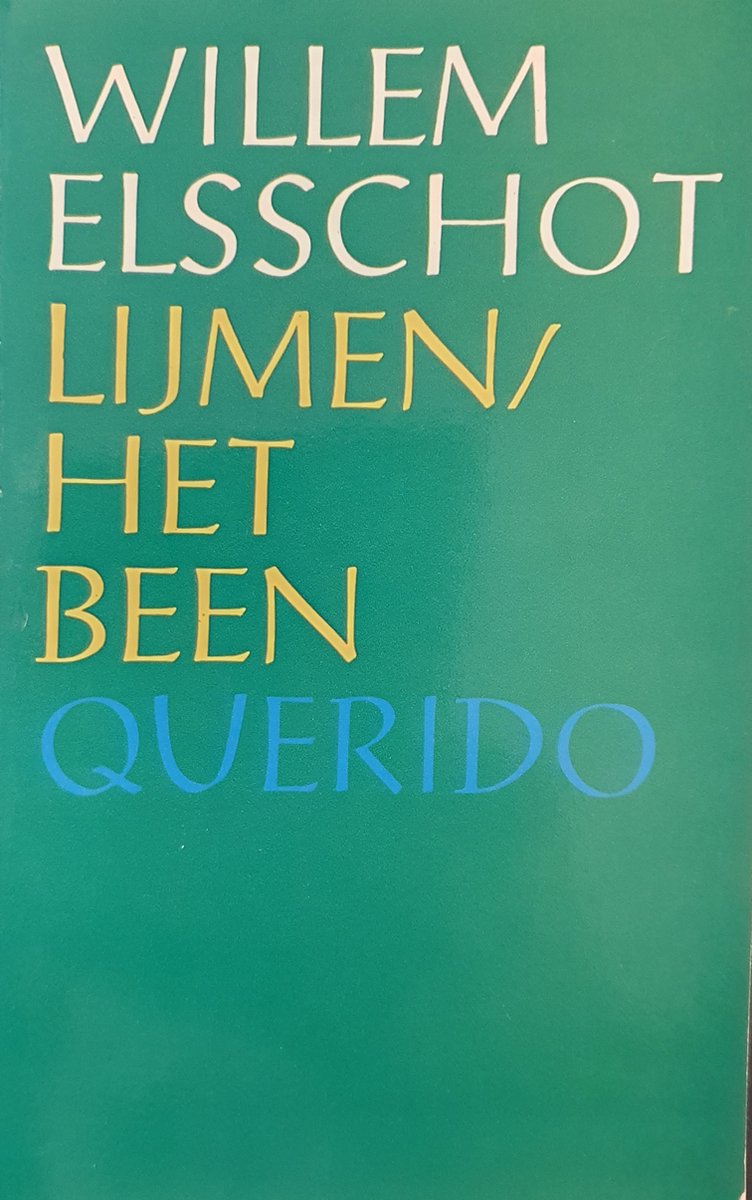 WILLEM
ELSSCHOT
LIJMEN/
HET
BEEN
QUERIDO